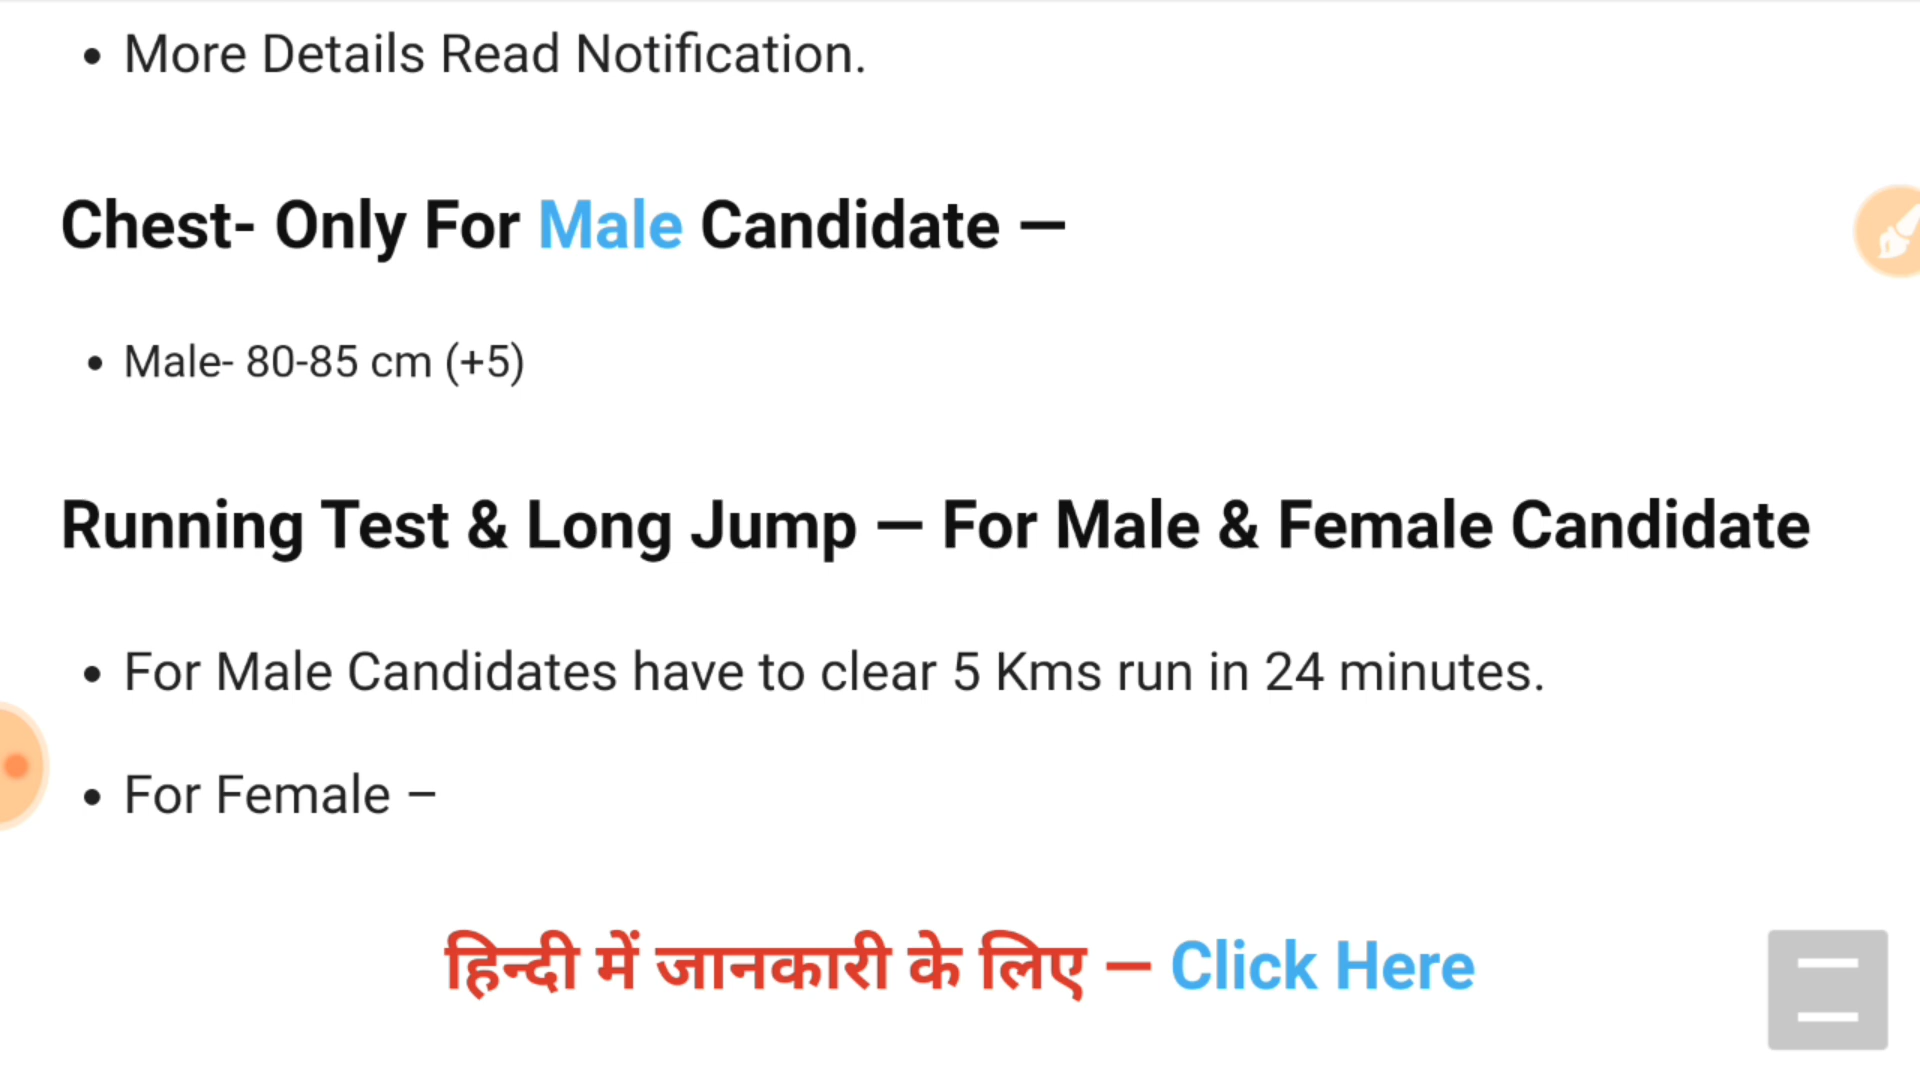 More Details Read Notification.
Chest- Only For Male Candidate —
Male- 80-85 cm (+5)
Running Test & Long Jump — For Male & Female Candidate
For Male Candidates have to clear 5 Kms run in 24 minutes.
For Female –
हिन्दी में जानकारी के लिए — Click Here